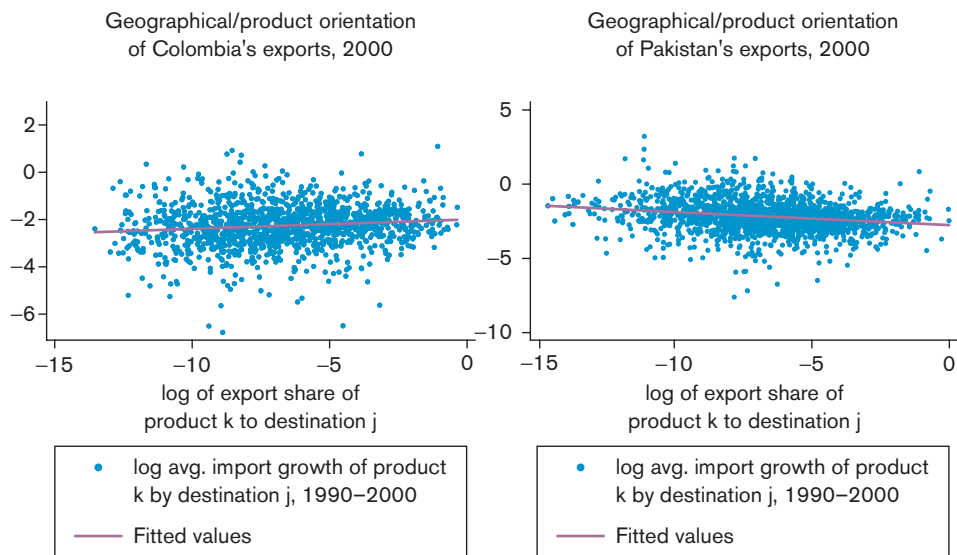 Geographical/product orientation
of Colombia's exports, 2000
2
0
−2
−4
−6
−15
−10
−5
0
log of export share of
product k to destination j
log avg. import growth of product
k by destination j, 1990–2000
Fitted values
Geographical/product orientation
of Pakistan's exports, 2000
5
0
−5
−10
−15
−10
−5
0
log of export share of
product k to destination j
log avg. import growth of product
k by destination j, 1990–2000
Fitted values